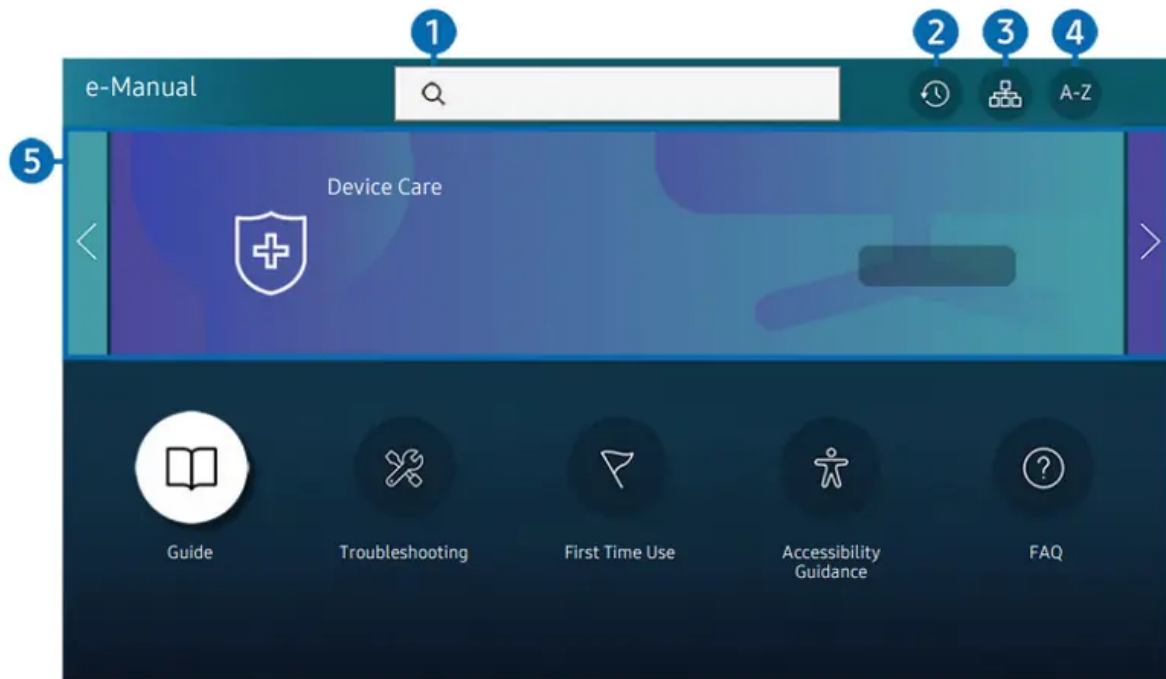 1
2
3
4
e-Manual
A-Z
5
Device Care
Guide
Troubleshooting
First Time Use
Accessibility
Guidance
FAQ